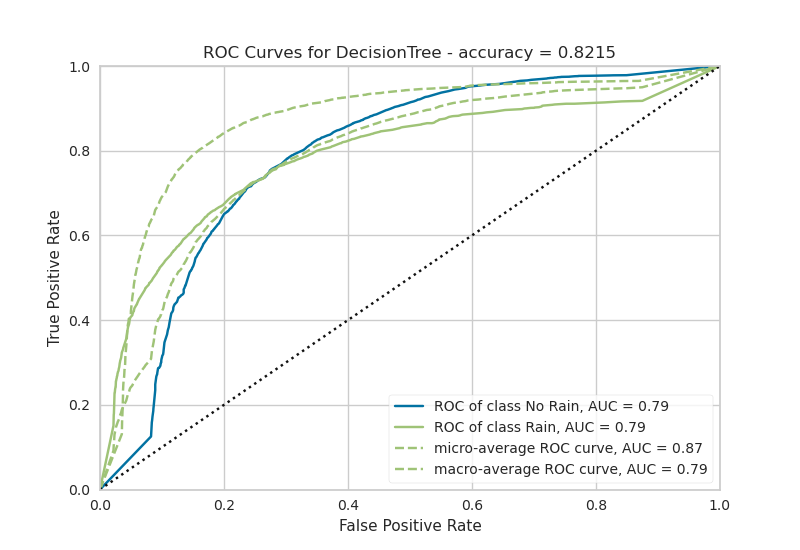 ROC Curves for DecisionTree - accuracy = 0.8215
1.0
0.8
0.6
0.4
0.2
0.0
True Positive Rate
ROC of class No Rain, AUC = 0.79
ROC of class Rain, AUC = 0.79
micro-average ROC curve, AUC = 0.87
macro-average ROC curve, AUC = 0.79
0.0 0.2 0.4 0.6 0.8 1.0
False Positive Rate